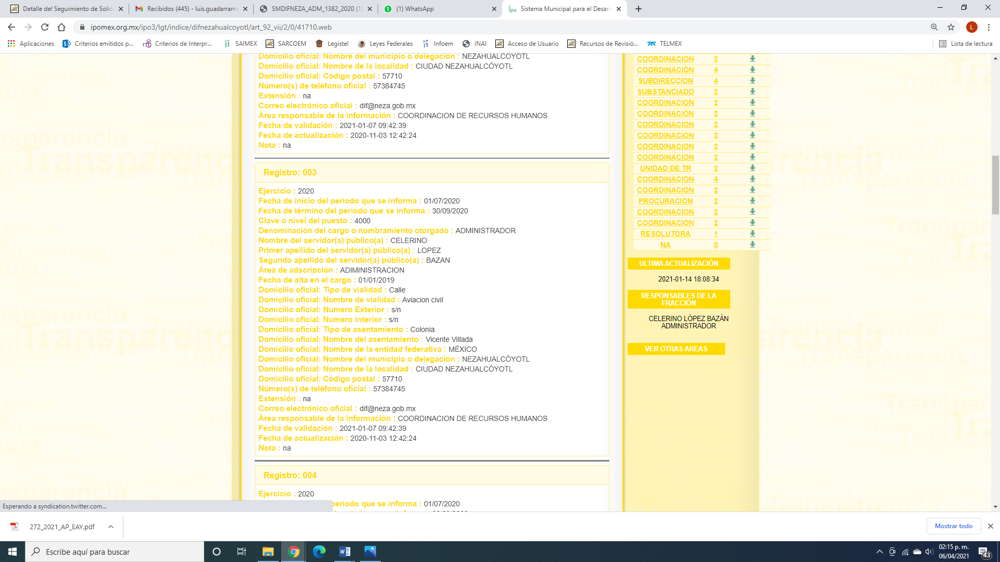 Detalle del Seguimiento de Solici
Recibidos (445) - luis.guadarrama
SMDIFNEZA_ADM_1382_2020 (1)
(1) WhatsApp
Sistema Municipal para el Desarr
ipomex.org.mx/ipo3/lgt/indice/difnezahualcoyotl/art_92_vii/2/0/41710.web
L
Aplicaciones
Criterios emitidos p...
Criterios de Interpr...
SAIMEX
SARCOEM
Legistel
Leyes Federales
Infoem
INAI
Acceso de Usuario
Recursos de Revisió...
TELMEX
Lista de lectura
Domicilio oficial: Nombre del municipio o delegación : NEZAHUALCÓYOTL
Domicilio oficial: Nombre de la localidad : CIUDAD NEZAHUALCÓYOTL
Domicilio oficial: Código postal : 57710
Número(s) de teléfono oficial : 57384745
Extensión : na
Correo electrónico oficial : dif@neza.gob.mx
Área responsable de la información : COORDINACION DE RECURSOS HUMANOS
Fecha de validación : 2021-01-07 09:42:39
Fecha de actualización : 2020-11-03 12:42:24
Nota : na
Registro: 003
Ejercicio : 2020
Fecha de inicio del periodo que se informa : 01/07/2020
Fecha de término del periodo que se informa : 30/09/2020
Clave o nivel del puesto : 4000
Denominación del cargo o nombramiento otorgado : ADMINISTRADOR
Nombre del servidor(a) público(a) : CELERINO
Primer apellido del servidor(a) público(a) : LOPEZ
Segundo apellido del servidor(a) público(a) : BAZAN
Área de adscripción : ADIMINISTRACION
Fecha de alta en el cargo : 01/01/2019
Domicilio oficial: Tipo de vialidad : Calle
Domicilio oficial: Nombre de vialidad : Aviacion civil
Domicilio oficial: Número Exterior : s/n
Domicilio oficial: Número interior : s/n
Domicilio oficial: Tipo de asentamiento : Colonia
Domicilio oficial: Nombre del asentamiento : Vicente Villada
Domicilio oficial: Nombre de la entidad federativa : MÉXICO
Domicilio oficial: Nombre del municipio o delegación : NEZAHUALCÓYOTL
Domicilio oficial: Nombre de la localidad : CIUDAD NEZAHUALCÓYOTL
Domicilio oficial: Código postal : 57710
Número(s) de teléfono oficial : 57384745
Extensión : na
Correo electrónico oficial : dif@neza.gob.mx
Área responsable de la información : COORDINACION DE RECURSOS HUMANOS
Fecha de validación : 2021-01-07 09:42:39
Fecha de actualización : 2020-11-03 12:42:24
Nota : na
Registro: 004
Ejercicio : 2020
periodo que se informa : 01/07/2020
COORDINACION 2
COORDINACIÓN 4
SUBDIRECCION 4
SUBSTANCIADO 2
COORDINACION 2
COORDINACIÓN 2
COORDINACION 2
COORDINACION 2
COORDINACION 2
COORDINACION 2
UNIDAD DE TR 2
COORDINACION 4
COORDINACION 2
PROCURACION 2
COORDINACION 2
COORDINACION 2
RESOLUTORA 1
NA 0
ULTIMA ACTUALIZACIÓN
2021-01-14 18:08:34
RESPONSABLES DE LA
FRACCIÓN
CELERINO LÓPEZ BAZÁN
ADMINISTRADOR
VER OTRAS AREAS
Esperando a syndication.twitter.com...
272_2021_AP_EAY.pdf
Mostrar todo
Escribe aquí para buscar
02:15 p. m.
06/04/2021
43